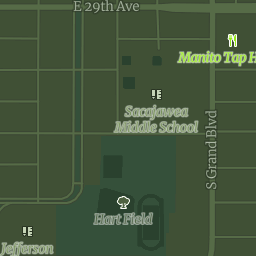 E 29th Ave
Manito Tap H
Sacajawea
Middle School
S Grand Blvd
Hart Field
Jefferson